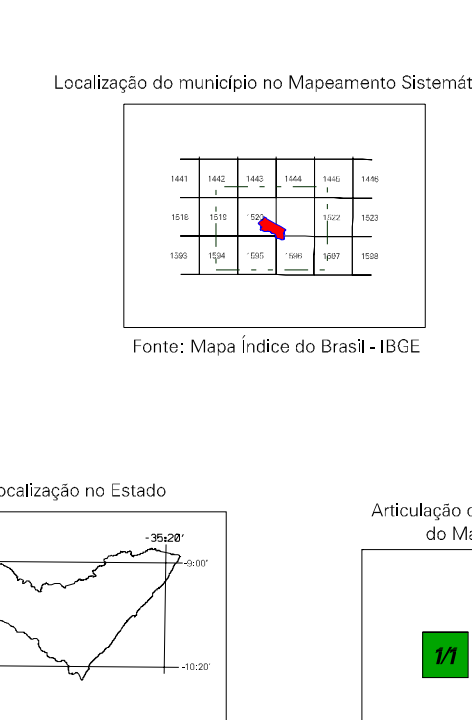 Localização do município no Mapeamento Sistemát
1441 1442 1443 1444 1445 1446
1518 1519 1520 1522 1523
1593 1594 1595 1596 1597 1598
Fonte: Mapa Índice do Brasil - IBGE
ocalização no Estado
-35:20'
-9:00'
-10:20'
Articulação
do Ma
1/1